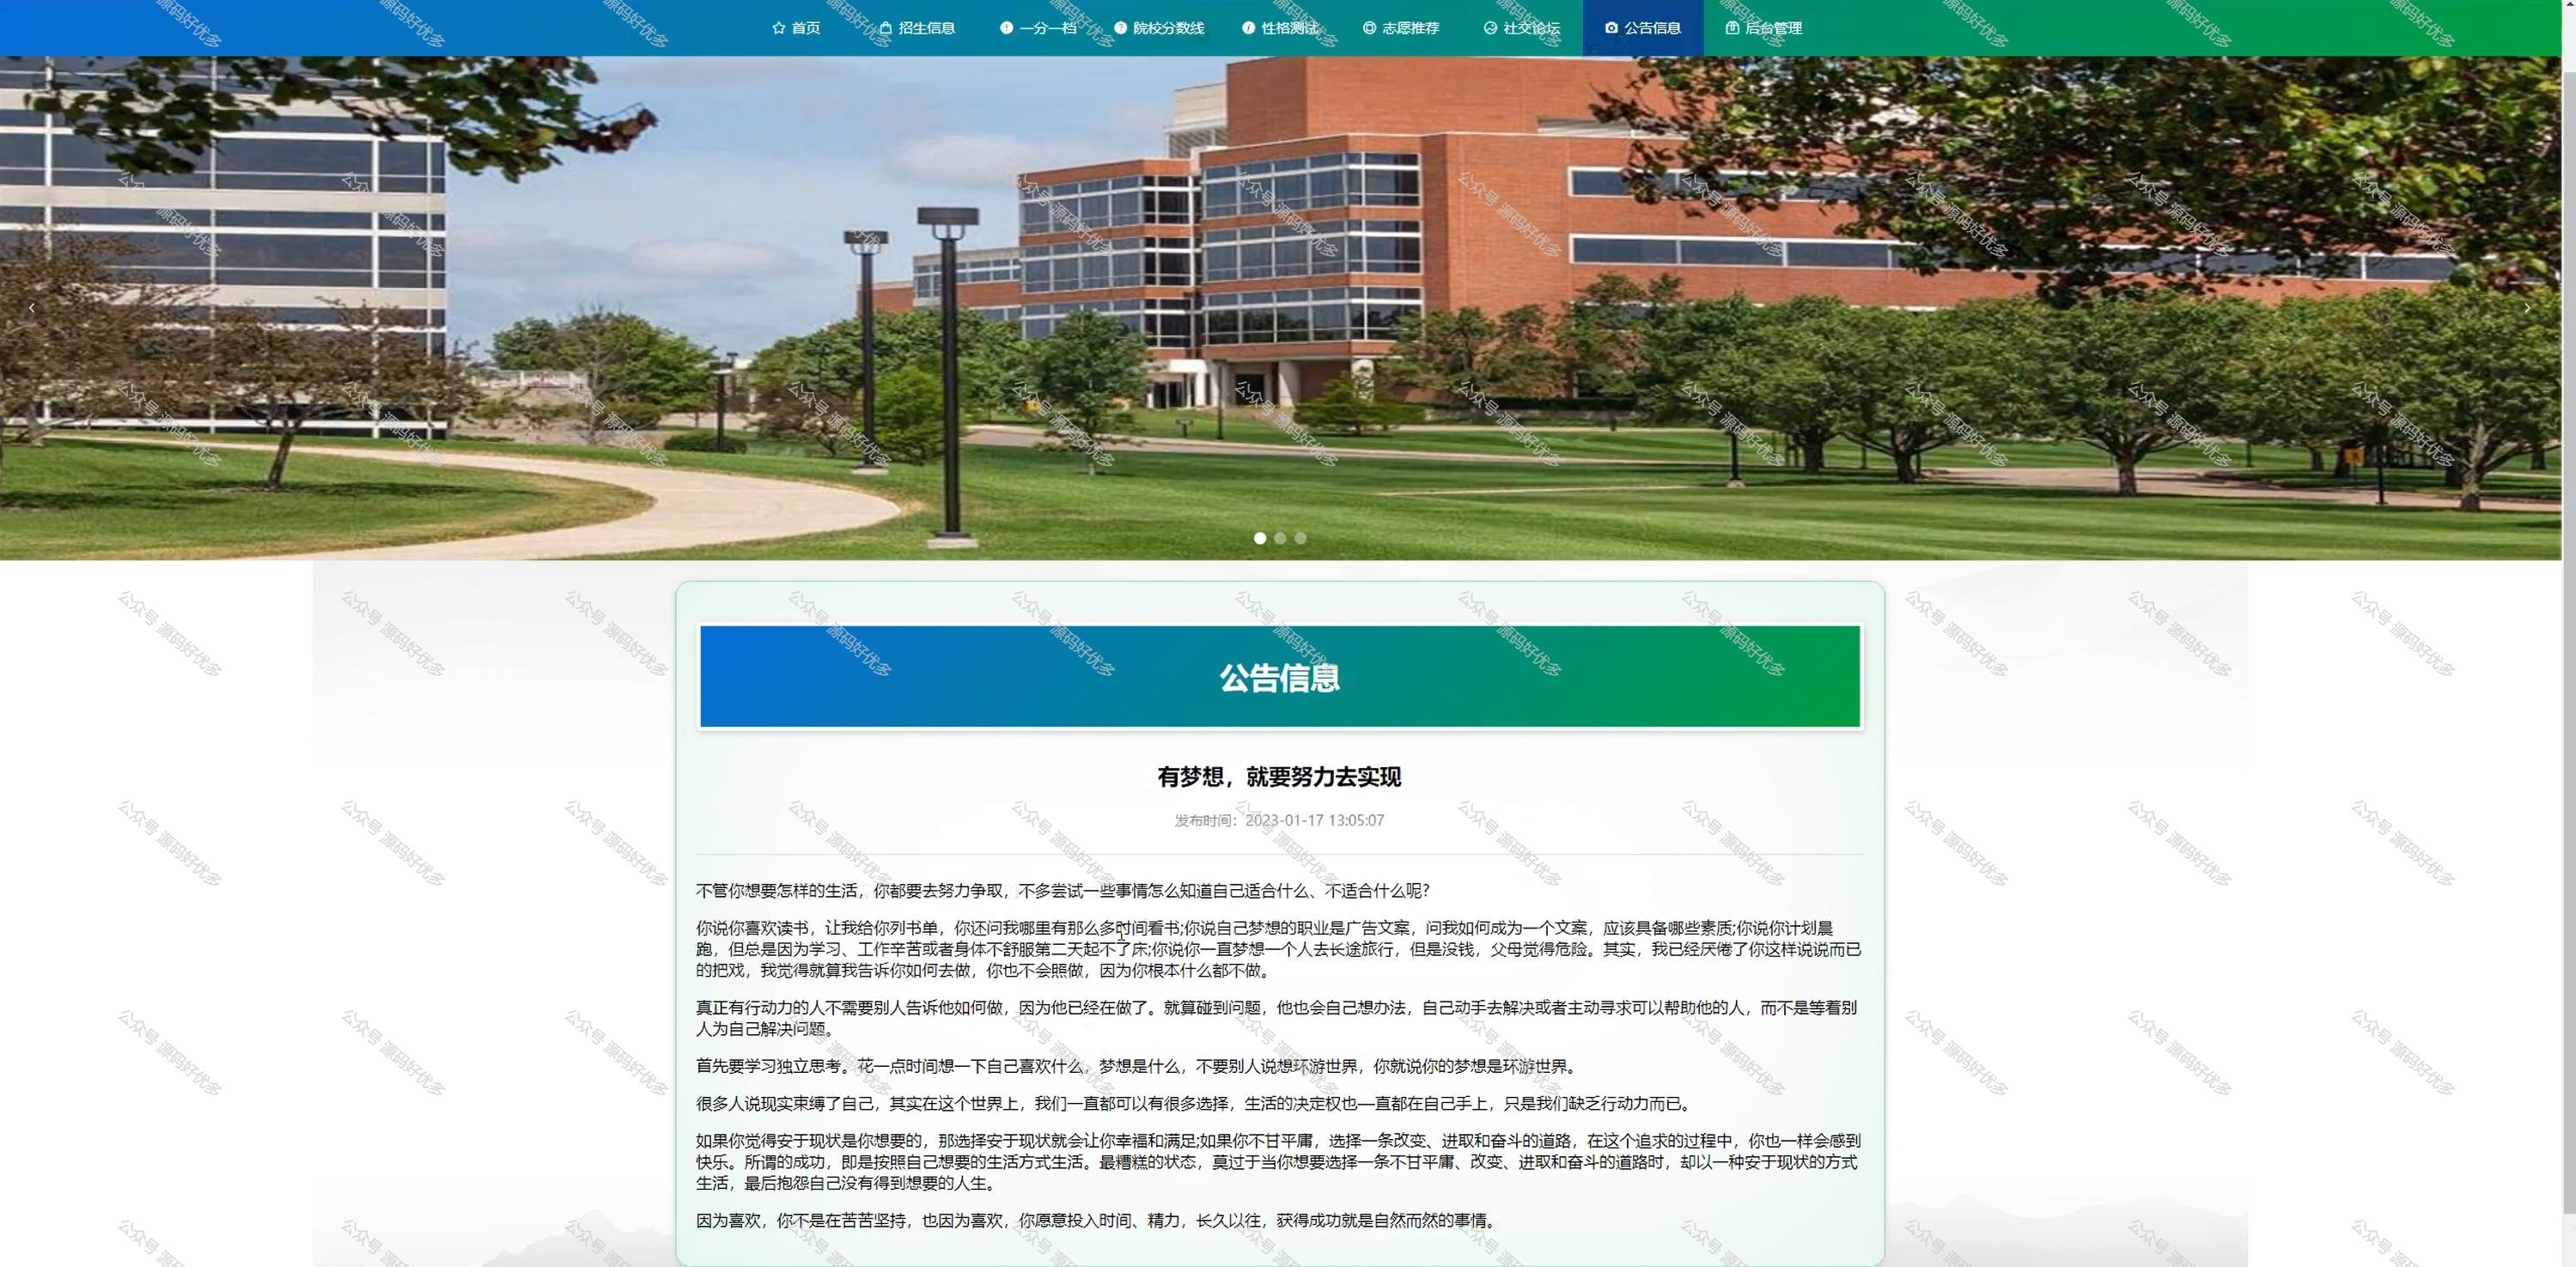 首页 招生信息 一分一档 院校分数线 性格测试 志愿推荐 社交论坛 公告信息 后台管理
公告信息
有梦想，就要努力去实现
发布时间：2023-01-17 13:05:07
不管你想要怎样的生活，你都要去努力争取，不多尝试一些事情怎么知道自己适合什么、不适合什么呢?
你说你喜欢读书，让我给你列书单，你还问我哪里有那么多时间看书;你说自己梦想的职业是广告文案，问我如何成为一个文案，应该具备哪些素质;你说你计划晨
跑，但总是因为学习、工作辛苦或者身体不舒服第二天起不了床;你说你一直梦想一个人去长途旅行，但是没钱，父母觉得危险。其实，我已经厌倦了你这样说说而已
的把戏，我觉得就算我告诉你如何去做，你也不会照做，因为你根本什么都不做。
真正有行动力的人不需要别人告诉他如何做，因为他已经在做了。就算碰到问题，他也会自己想办法，自己动手去解决或者主动寻求可以帮助他的人，而不是等着别
人为自己解决问题。
首先要学习独立思考。花一点时间想一下自己喜欢什么，梦想是什么，不要别人说想环游世界，你就说你的梦想是环游世界。
很多人说现实束缚了自己，其实在这个世界上，我们一直都可以有很多选择，生活的决定权也—直都在自己手上，只是我们缺乏行动力而已。
如果你觉得安于现状是你想要的，那选择安于现状就会让你幸福和满足;如果你不甘平庸，选择一条改变、进取和奋斗的道路，在这个追求的过程中，你也一样会感到
快乐。所谓的成功，即是按照自己想要的生活方式生活。最糟糕的状态，莫过于当你想要选择一条不甘平庸、改变、进取和奋斗的道路时，却以一种安于现状的方式
生活，最后抱怨自己没有得到想要的人生。
因为喜欢，你不是在苦苦坚持，也因为喜欢，你愿意投入时间、精力，长久以往，获得成功就是自然而然的事情。
公众号 源码好优多